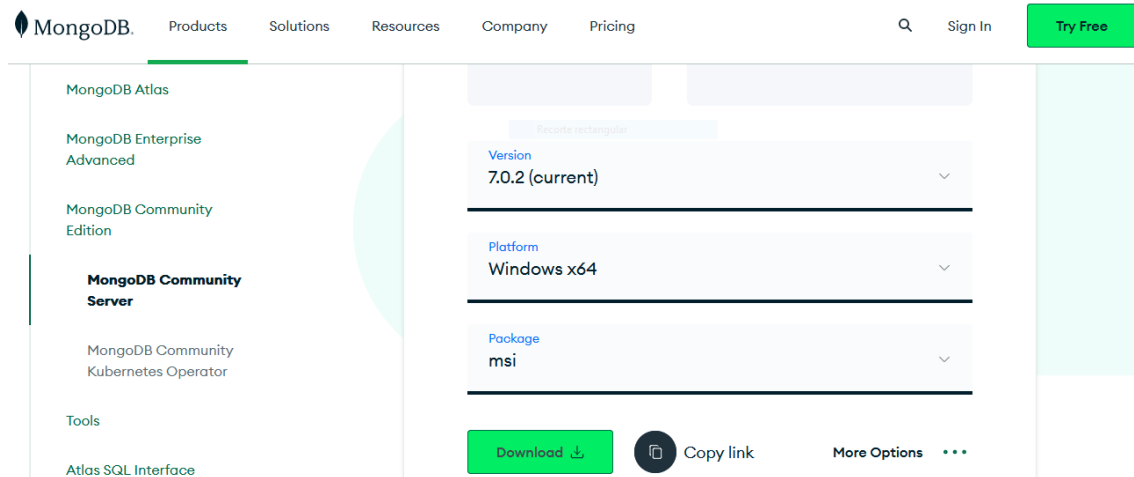 MongoDB.
Products
Solutions
Resources
Company
Pricing
Sign In
Try Free
MongoDB Atlas
MongoDB Enterprise
Advanced
MongoDB Community
Edition
MongoDB Community
Server
MongoDB Community
Kubernetes Operator
Tools
Atlas SQL Interface
Recorte rectangular
Version
7.0.2 (current)
Platform
Windows x64
Package
msi
Download
Copy link
More Options